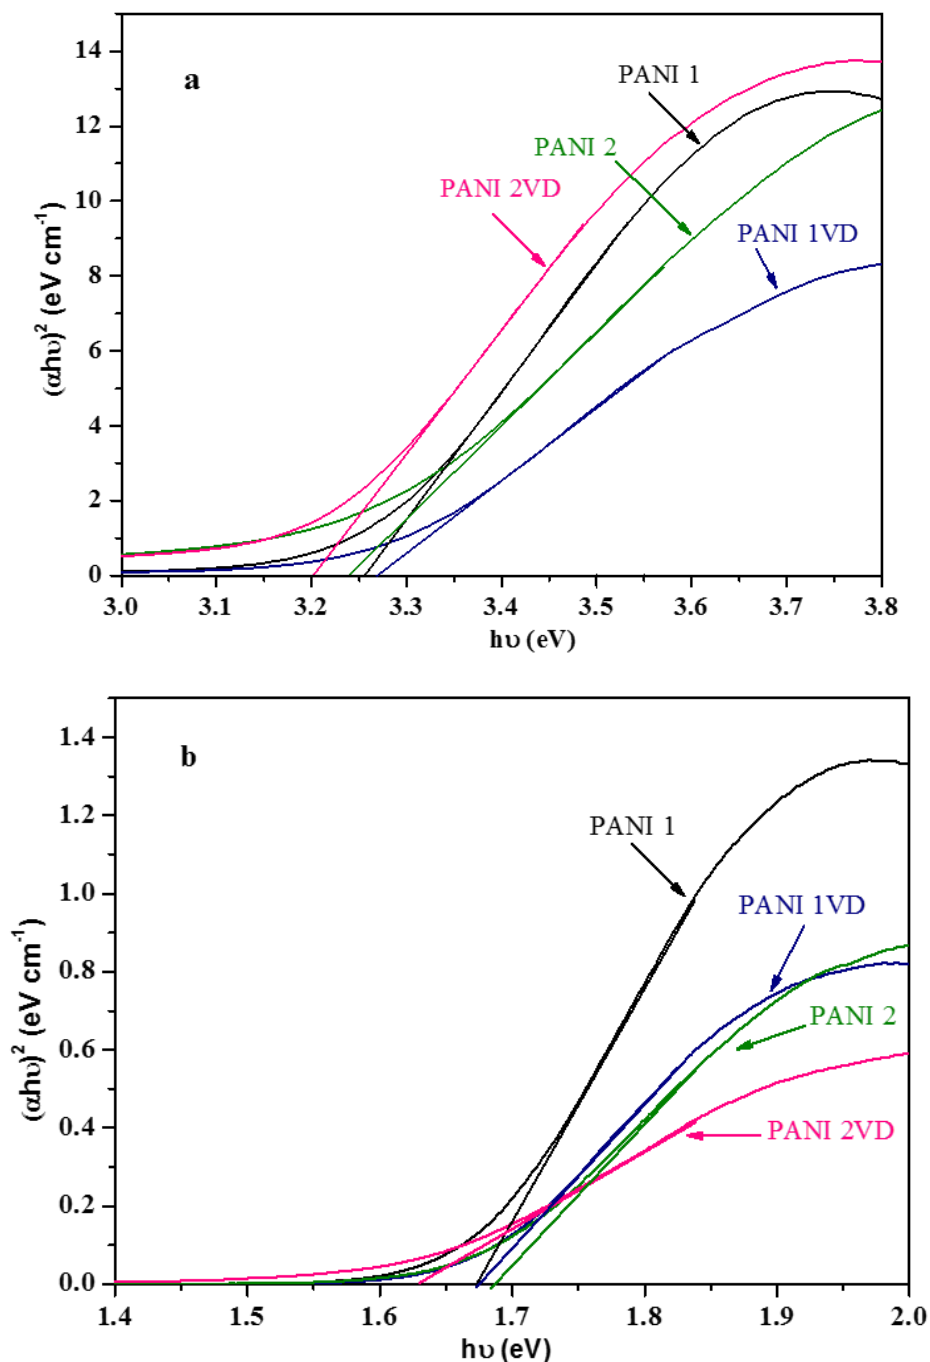 a
PANI 1
PANI 2
PANI 2VD
PANI 1VD
(αhυ)² (eV cm⁻¹)
14
12
10
8
6
4
2
0
3.0 3.1 3.2 3.3 3.4 3.5 3.6 3.7 3.8
hυ (eV)
b
PANI 1
PANI 1VD
PANI 2
PANI 2VD
(αhυ)² (eV cm⁻¹)
1.4
1.2
1.0
0.8
0.6
0.4
0.2
0.0
1.4 1.5 1.6 1.7 1.8 1.9 2.0
hυ (eV)